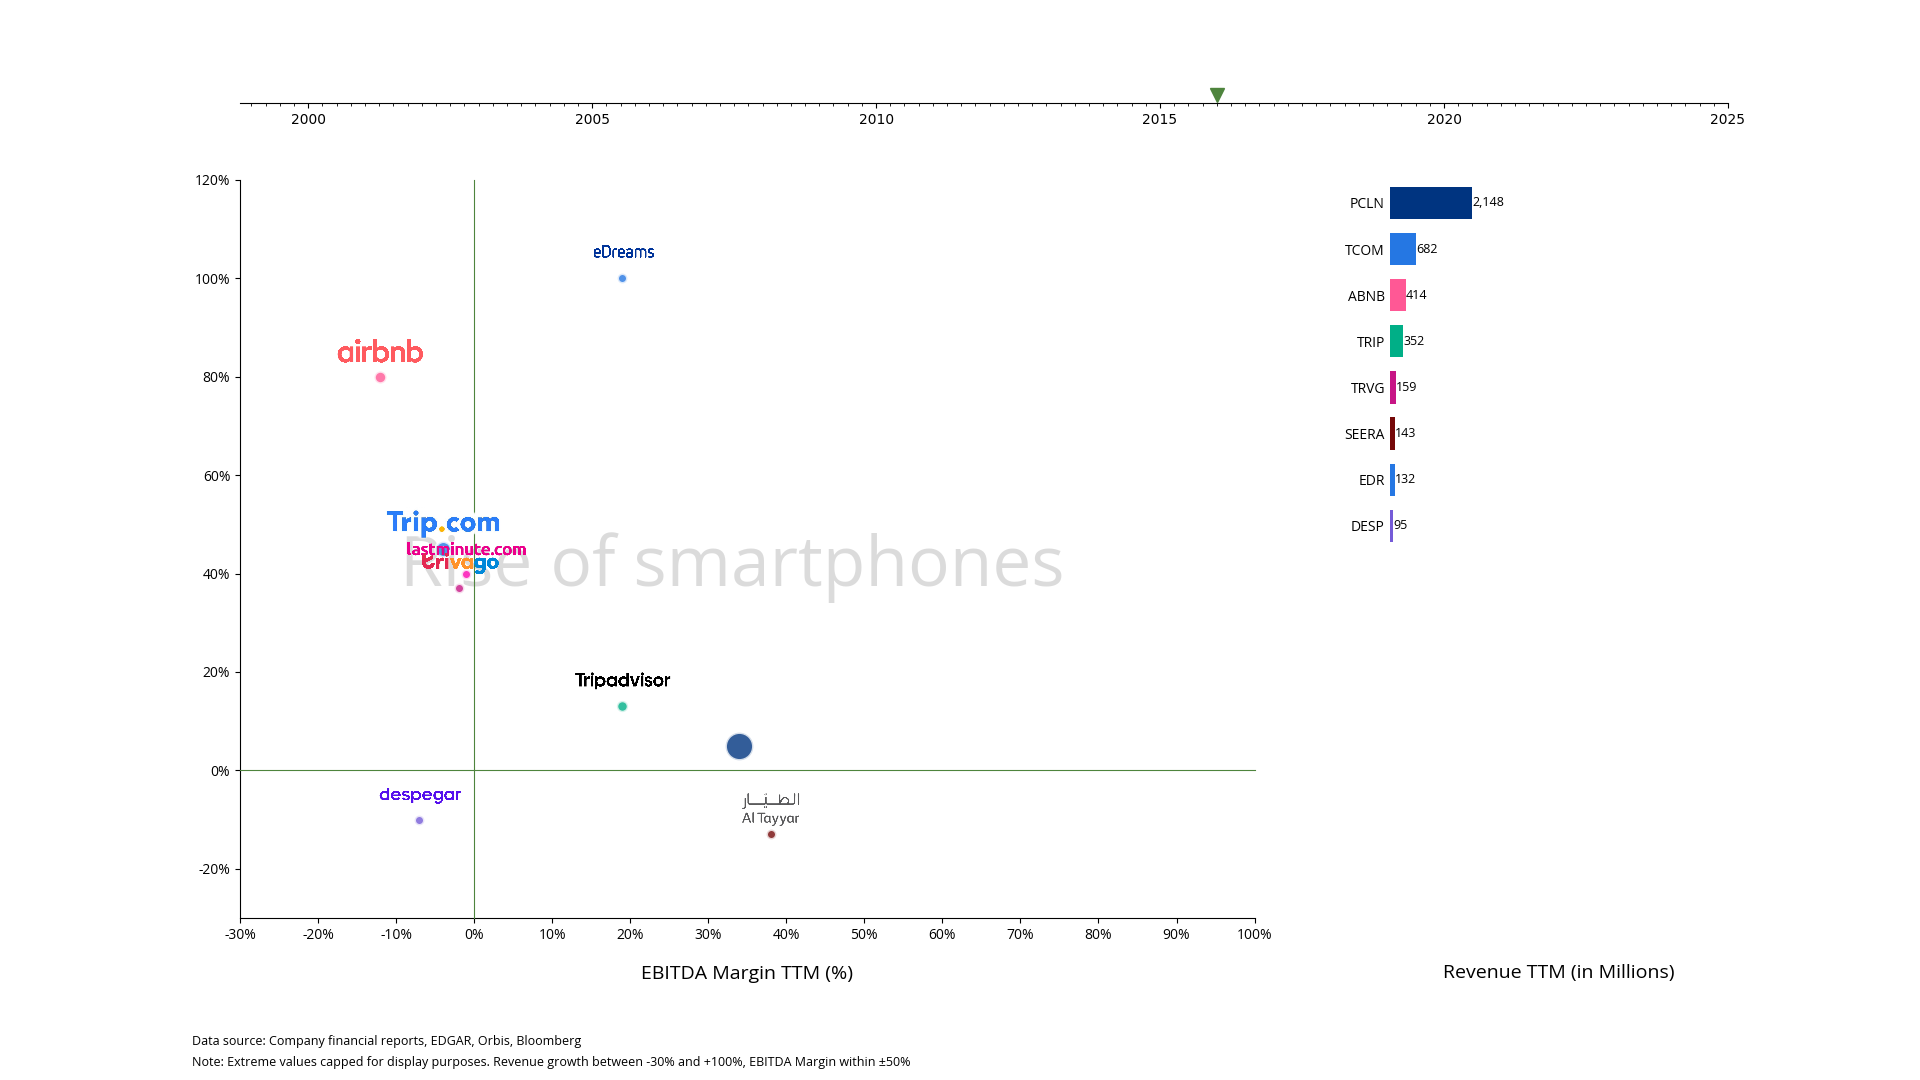 2000 2005 2010 2015 2020 2025
120%
100%
80%
60%
40%
20%
0%
-20%
-30% -20% -10% 0% 10% 20% 30% 40% 50% 60% 70% 80% 90% 100%
eDreams
airbnb
Trip.com
lastminute.com
trivago
Rise of smartphones
Tripadvisor
despegar
الطيّار
Al Tayyar
EBITDA Margin TTM (%)
PCLN 2,148
TCOM 682
ABNB 414
TRIP 352
TRVG 159
SEERA 143
EDR 132
DESP 95
Revenue TTM (in Millions)
Data source: Company financial reports, EDGAR, Orbis, Bloomberg
Note: Extreme values capped for display purposes. Revenue growth between -30% and +100%, EBITDA Margin within ±50%